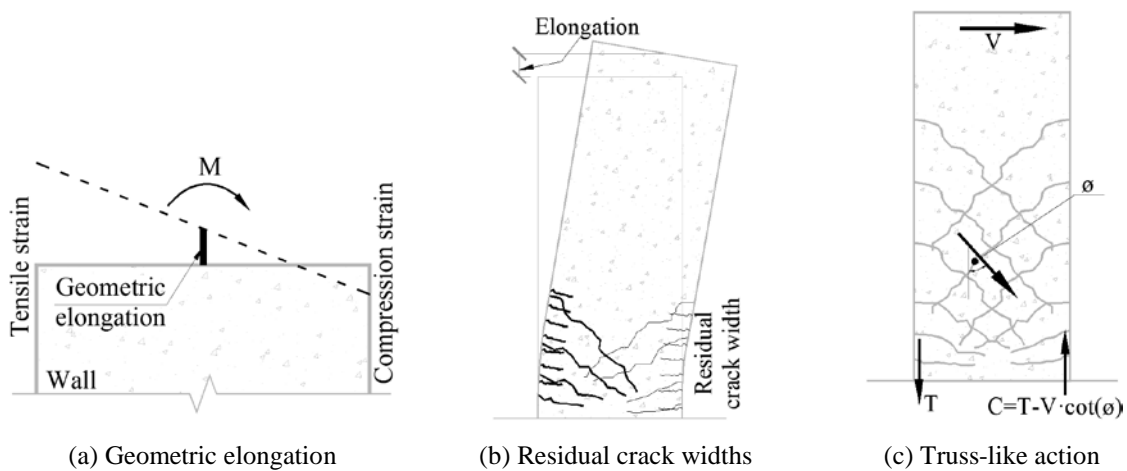 M
Tensile strain
Geometric
elongation
Compression strain
Wall
(a) Geometric elongation
Elongation
Residual
crack width
(b) Residual crack widths
V
ø
T
C=T-V·cot(ø)
(c) Truss-like action